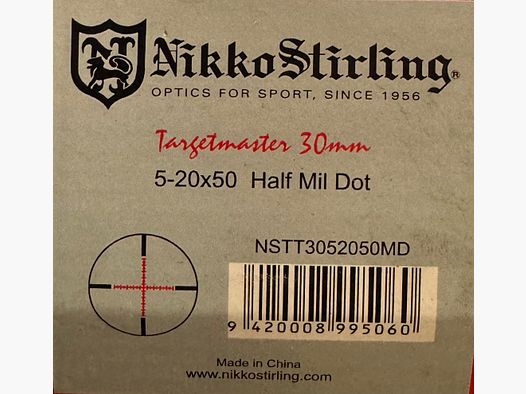 NikkoStirling®
OPTICS FOR SPORT, SINCE 1956
Targetmaster 30mm
5-20x50 Half Mil Dot
NSTT3052050MD
9 420008 995060
Made in China
www.nikkostirling.com